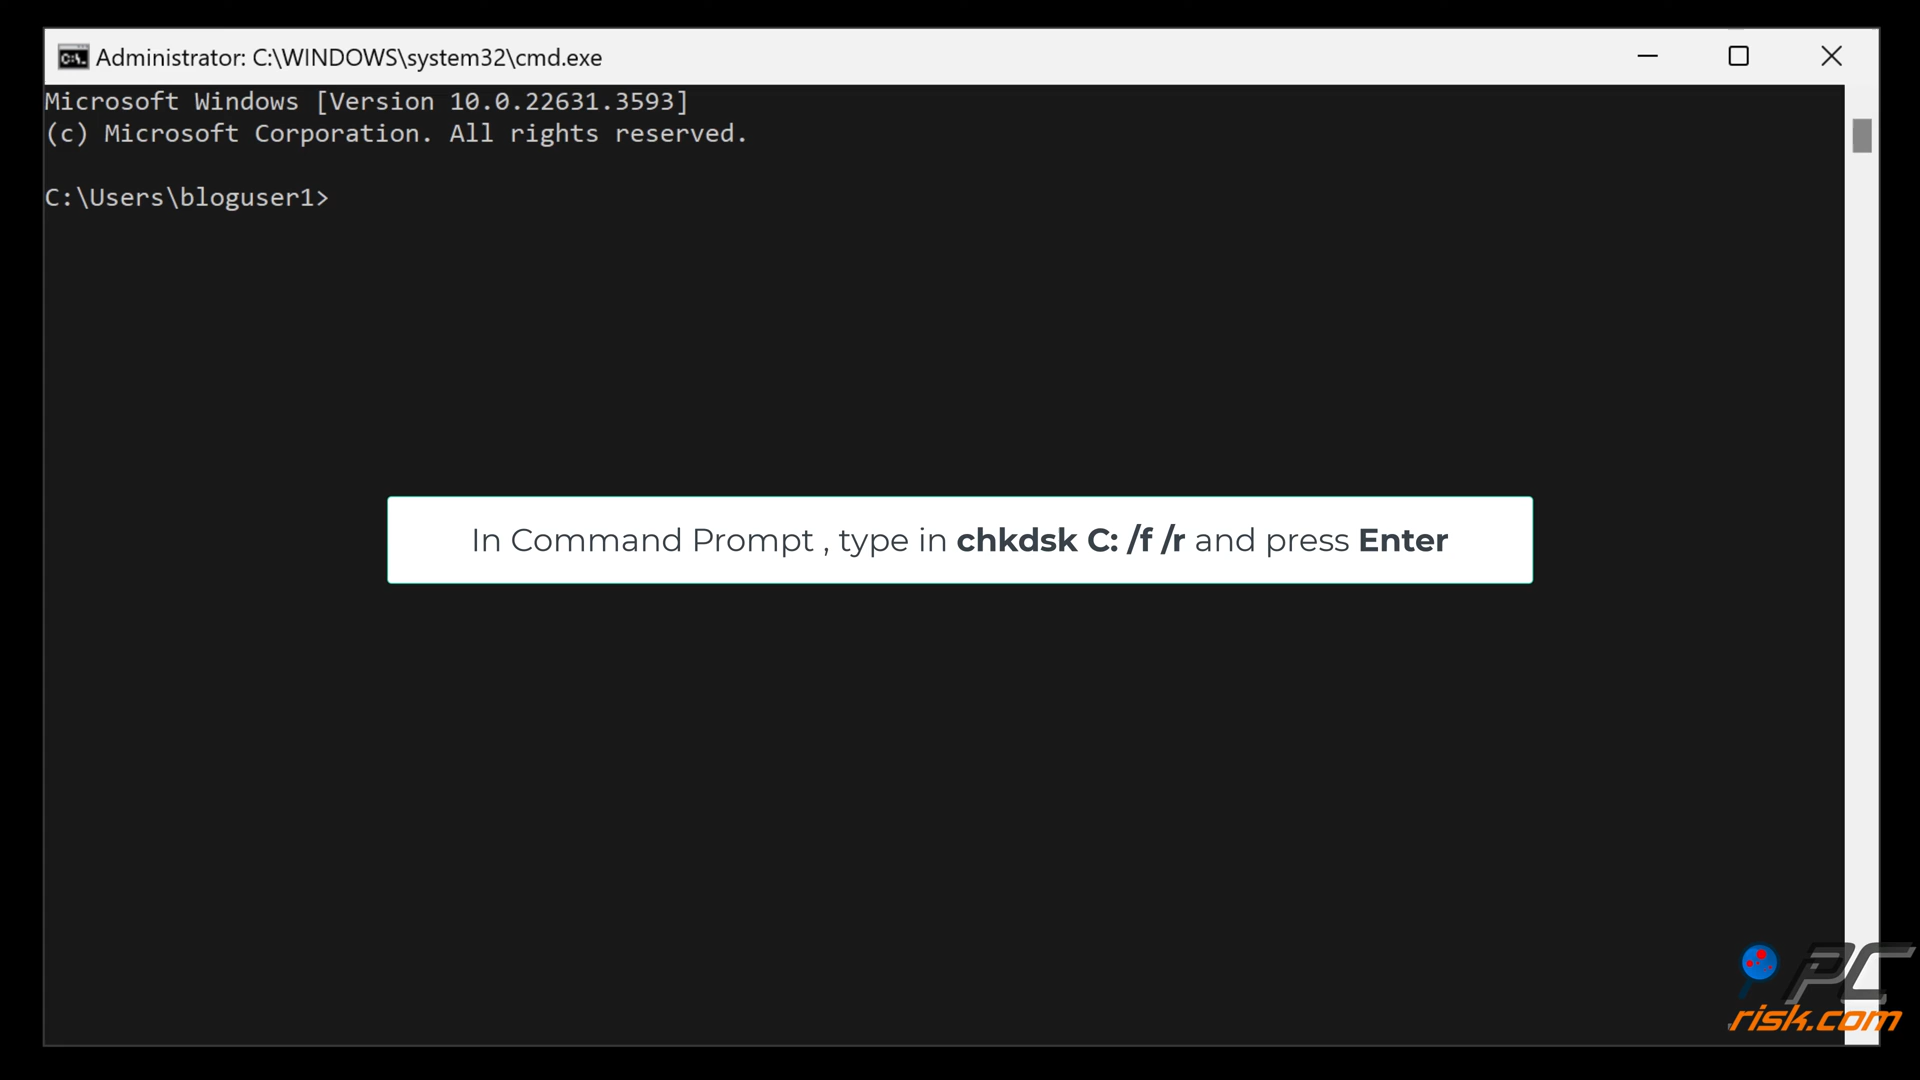 Administrator: C:\WINDOWS\system32\cmd.exe
Microsoft Windows [Version 10.0.22631.3593]
(c) Microsoft Corporation. All rights reserved.
C:\Users\bloguser1>
In Command Prompt , type in chkdsk C: /f /r and press Enter
PC
risk.com